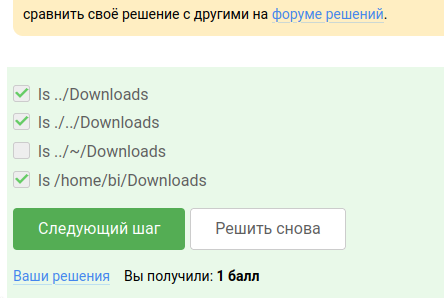 сравнить своё решение с другими на форуме решений.
ls ../Downloads
ls ./../Downloads
ls ../~/Downloads
ls /home/bi/Downloads
Следующий шаг
Решить снова
Ваши решения Вы получили: 1 балл